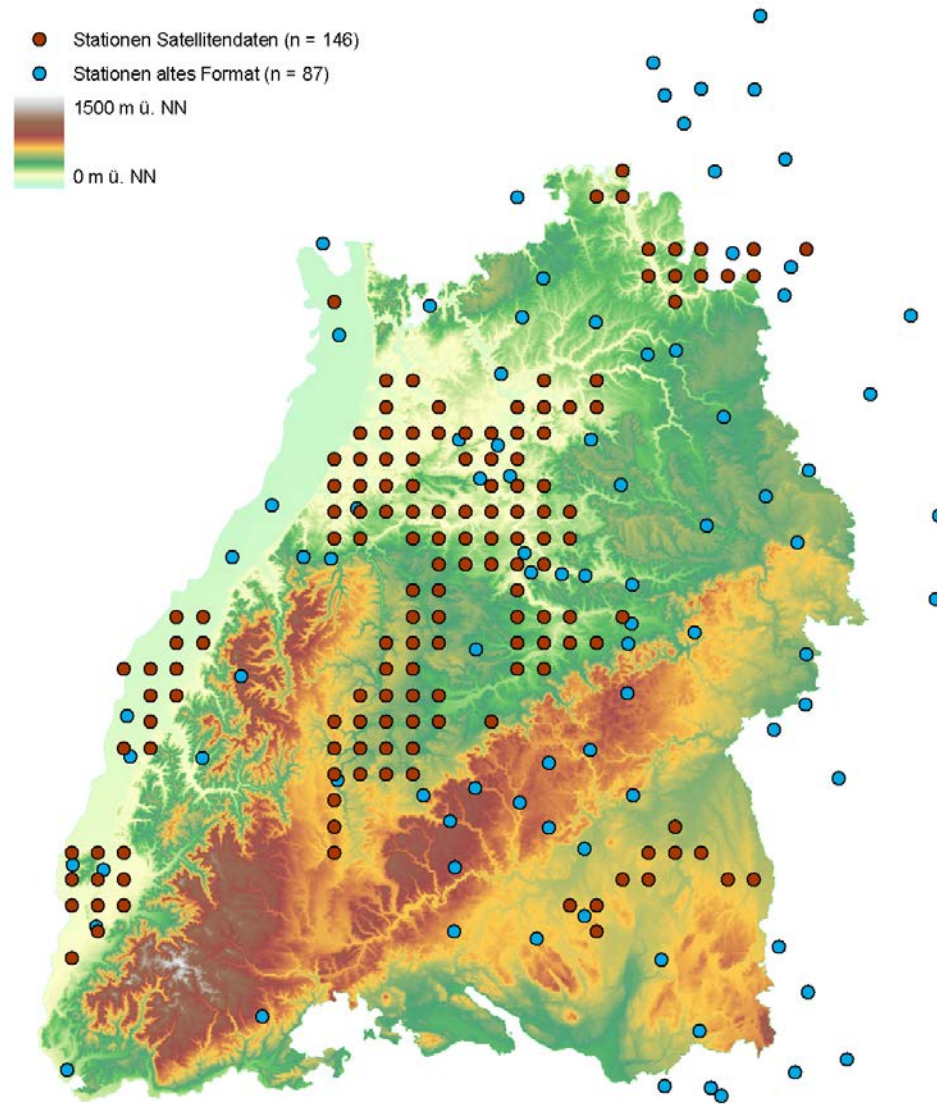 Stationen Satellitendaten (n = 146)
Stationen altes Format (n = 87)
1500 m ü. NN
0 m ü. NN